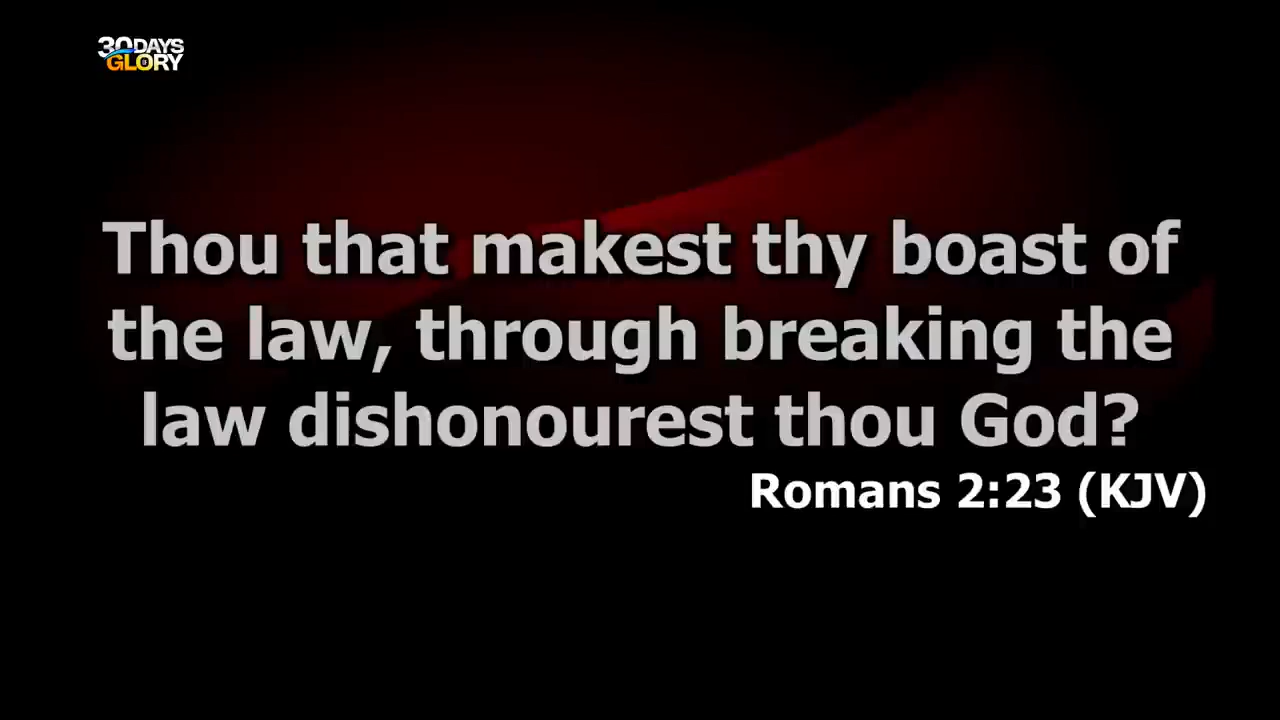 30DAYS
GLORY
Thou that makest thy boast of
the law, through breaking the
law dishonourest thou God?
Romans 2:23 (KJV)